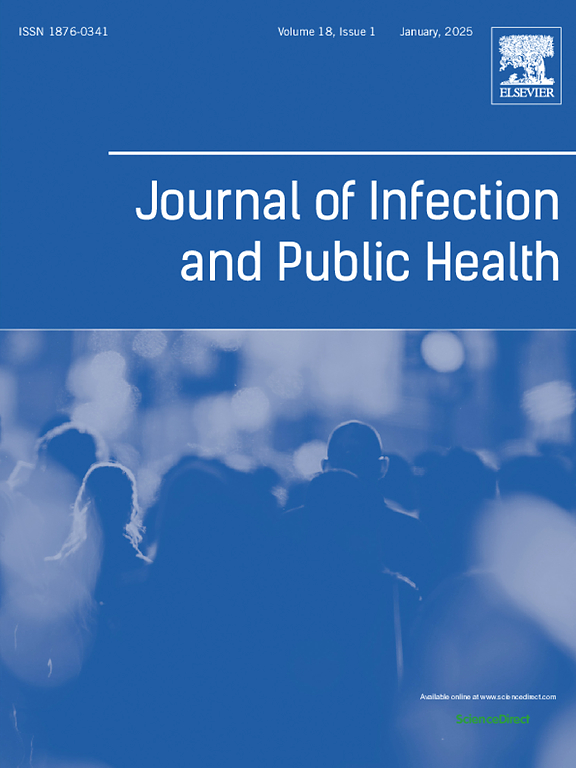 ISSN 1876-0341 Volume 18, Issue 1 January, 2025
ELSEVIER
Journal of Infection
and Public Health
Available online at www.sciencedirect.com
ScienceDirect